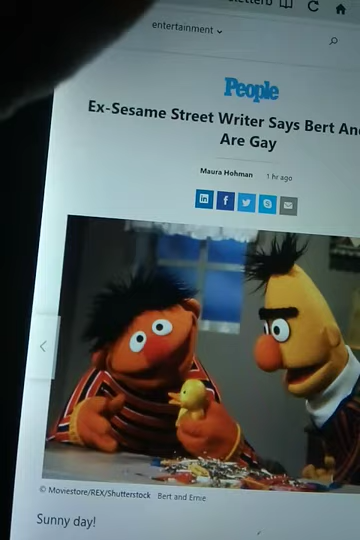 entertainment
People
Ex-Sesame Street Writer Says Bert And
Are Gay
Maura Hohman 1 hr ago
© Moviestore/REX/Shutterstock Bert and Ernie
Sunny day!